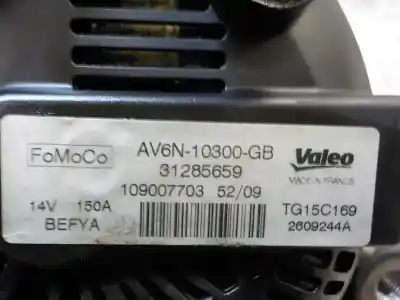 FoMoCo
AV6N-10300-GB
31285659
109007703 52/09
14V 150A
BEFYA
Valeo
MADE IN FRANCE
TG15C169
2609244A